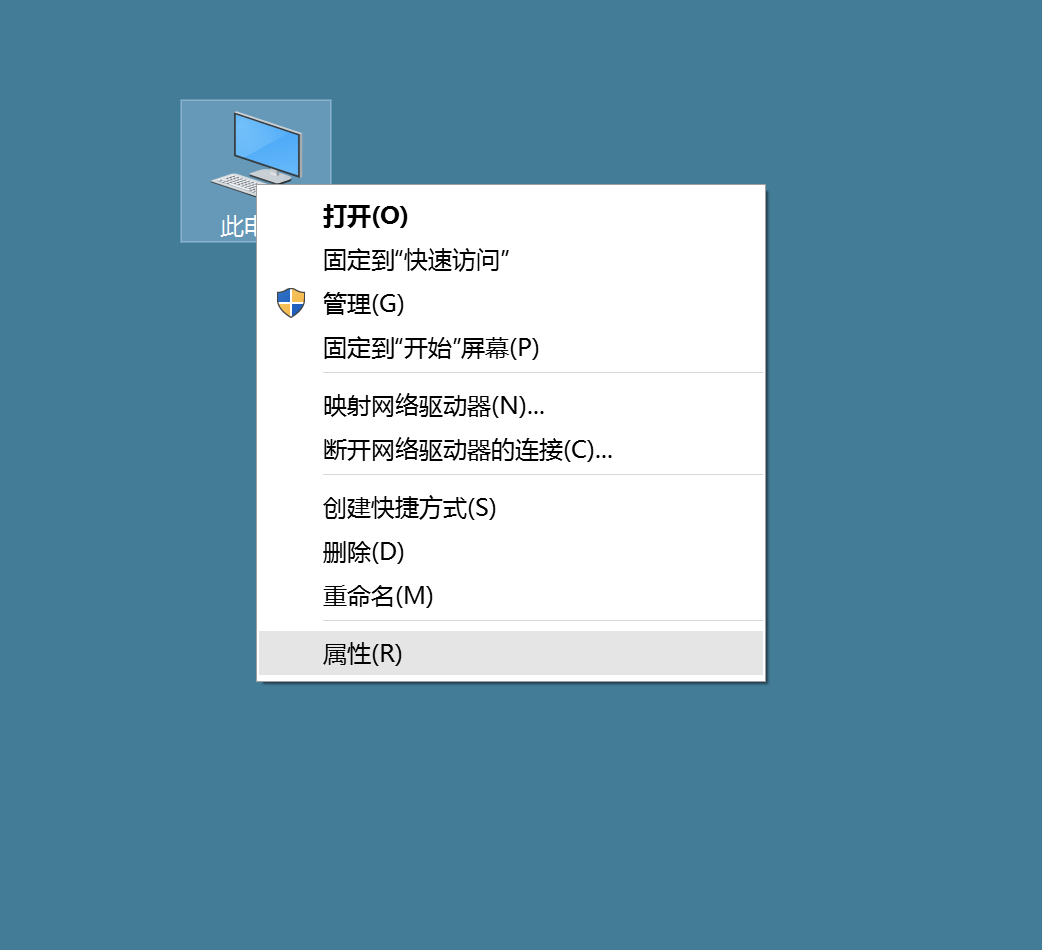 此电
打开(O)
固定到“快速访问”
管理(G)
固定到“开始”屏幕(P)
映射网络驱动器(N)...
断开网络驱动器的连接(C)...
创建快捷方式(S)
删除(D)
重命名(M)
属性(R)